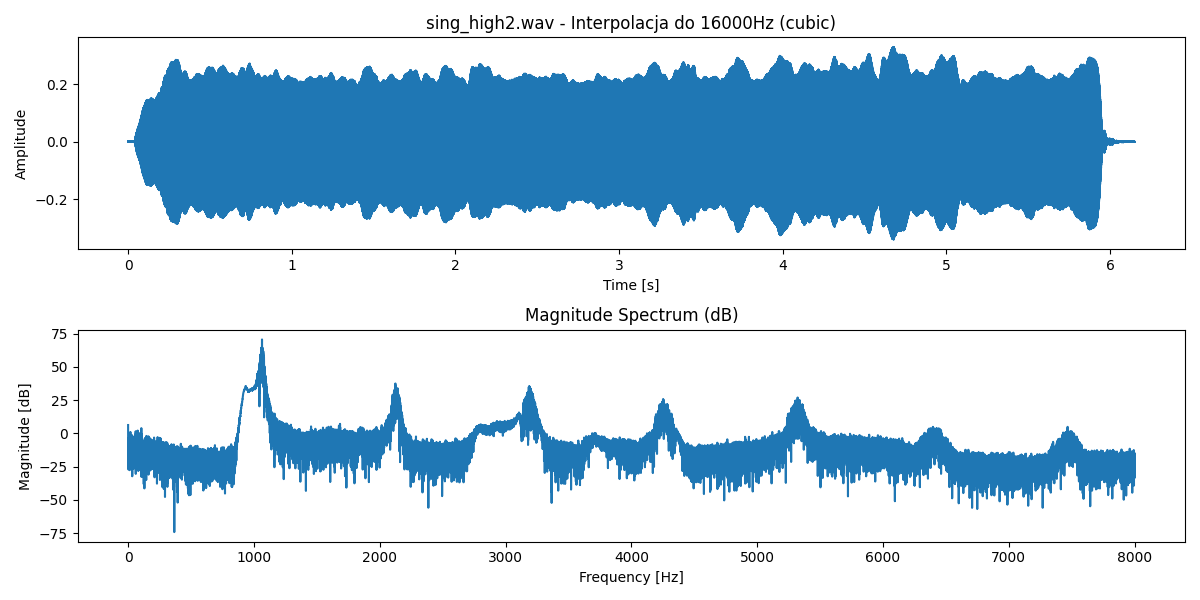 sing_high2.wav - Interpolacja do 16000Hz (cubic)
0.2
0.0
−0.2
Amplitude
0 1 2 3 4 5 6
Time [s]
Magnitude Spectrum (dB)
75
50
25
0
−25
−50
−75
Magnitude [dB]
0 1000 2000 3000 4000 5000 6000 7000 8000
Frequency [Hz]